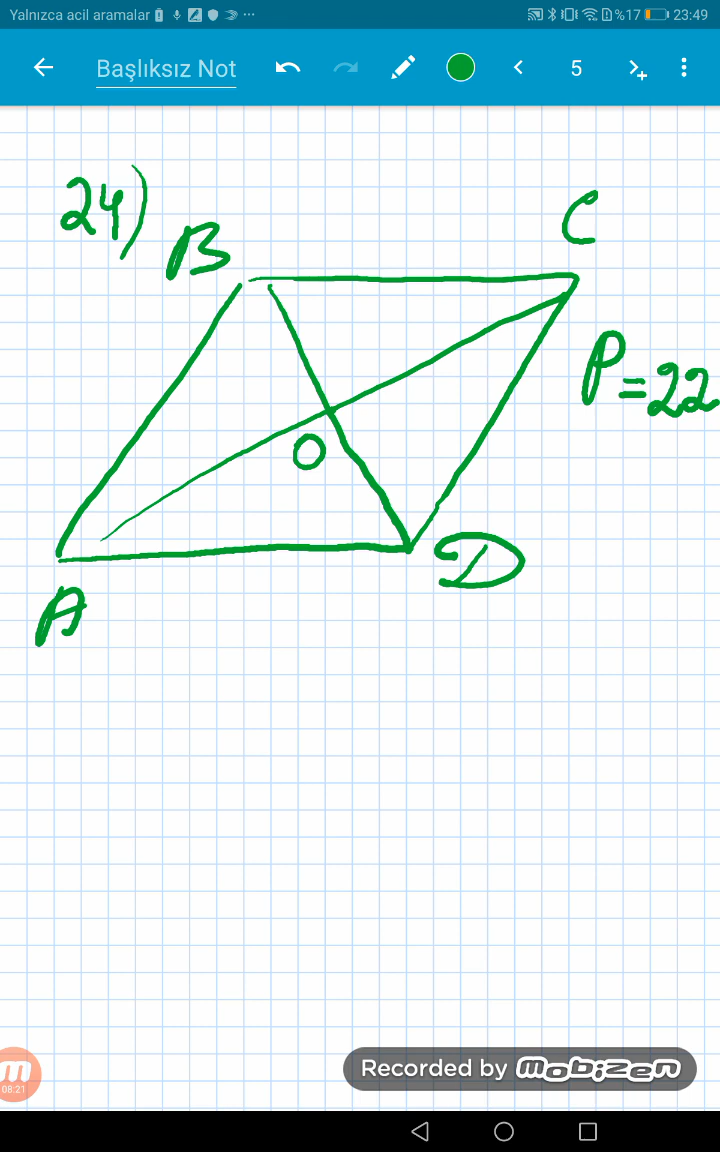 Yalnızca acil aramalar ... %17 23:49
Başlıksız Not 5
24)
B
C
P=22
O
D
A
08:21
Recorded by mobizen